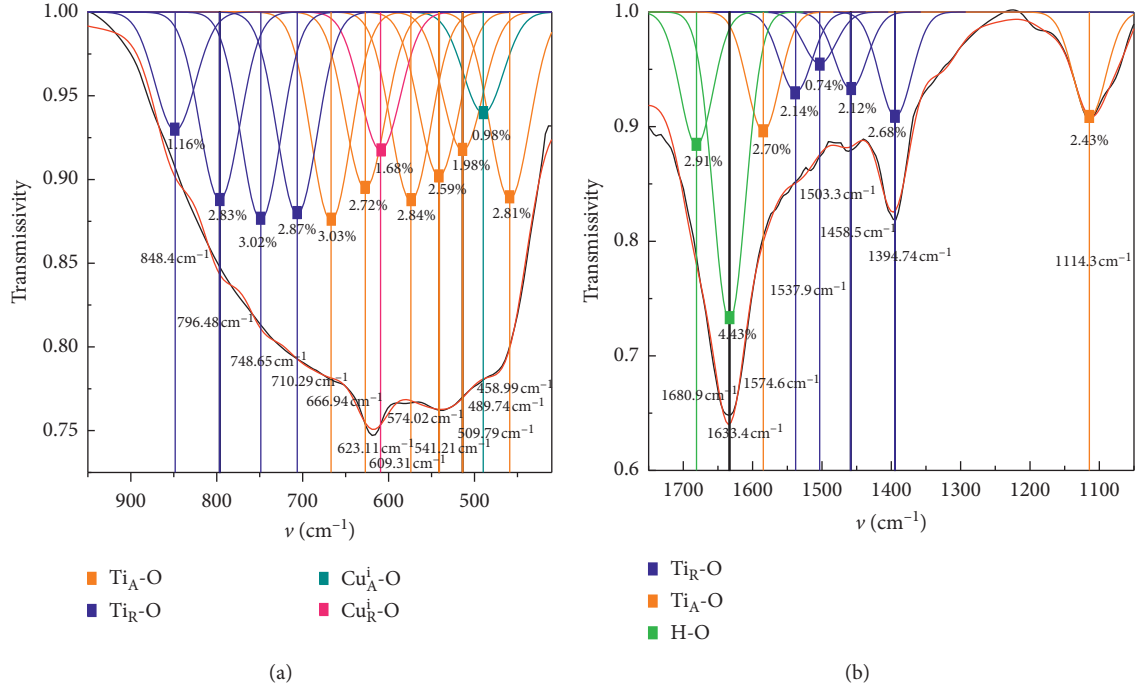 1.00
0.95
0.90
0.85
0.80
0.75
Transmissivity
1.16%
2.83%
3.02%
2.87%
3.03%
2.72%
1.68%
2.84%
2.59%
1.98%
0.98%
2.81%
848.4 cm⁻¹
796.48 cm⁻¹
748.65 cm⁻¹
710.29 cm⁻¹
666.94 cm⁻¹
623.11 cm⁻¹
609.31 cm⁻¹
574.02 cm⁻¹
541.21 cm⁻¹
509.79 cm⁻¹
489.74 cm⁻¹
458.99 cm⁻¹
900 800 700 600 500
ν (cm⁻¹)
Ti_A-O
Ti_R-O
Cu^i_A-O
Cu^i_R-O
(a)
1.0
0.9
0.8
0.7
0.6
Transmissivity
2.91%
4.43%
2.70%
2.14%
0.74%
2.12%
2.68%
2.43%
1680.9 cm⁻¹
1633.4 cm⁻¹
1574.6 cm⁻¹
1537.9 cm⁻¹
1503.3 cm⁻¹
1458.5 cm⁻¹
1394.74 cm⁻¹
1114.3 cm⁻¹
1700 1600 1500 1400 1300 1200 1100
ν (cm⁻¹)
Ti_R-O
Ti_A-O
H-O
(b)